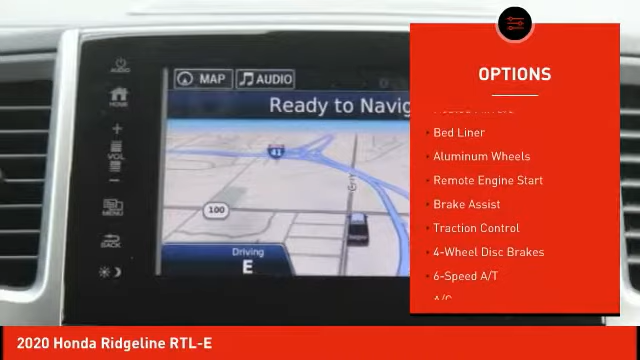 AUDIO
HOME
VOL
MENU
BACK
MAP
AUDIO
Ready to Navig
41
100
Driving
E
OPTIONS
Bed Liner
Aluminum Wheels
Remote Engine Start
Brake Assist
Traction Control
4-Wheel Disc Brakes
6-Speed A/T
A/C
2020 Honda Ridgeline RTL-E